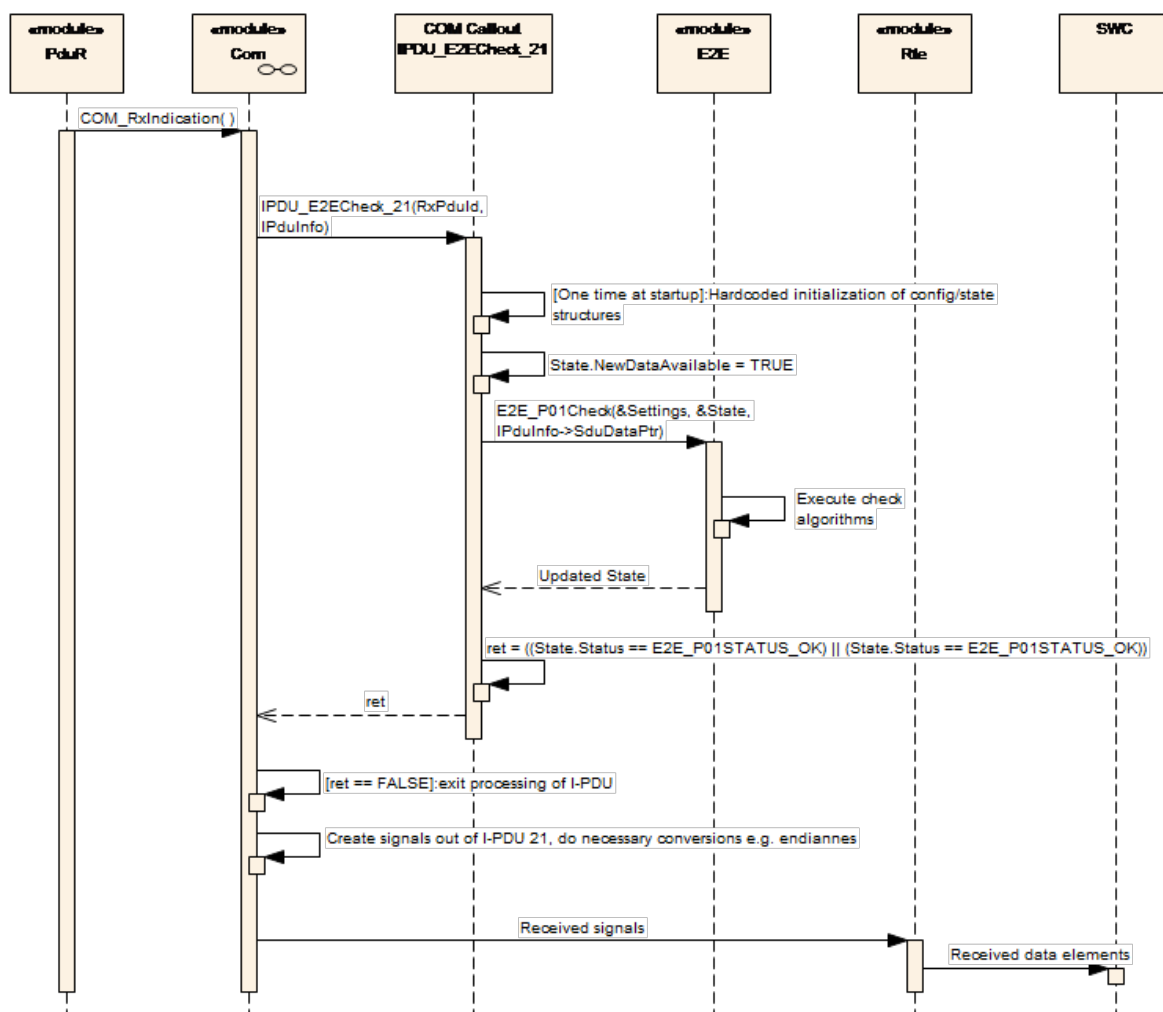 «module»
PduR
«module»
Com
COM Callout
IPDU_E2ECheck_21
«module»
E2E
«module»
Rte
SWC
COM_RxIndication( )
IPDU_E2ECheck_21(RxPduId,
IPduInfo)
[One time at startup]:Hardcoded initialization of config/state
structures
State.NewDataAvailable = TRUE
E2E_P01Check(&Settings, &State,
IPduInfo->SduDataPtr)
Execute check
algorithms
Updated State
ret = ((State.Status == E2E_P01STATUS_OK) || (State.Status == E2E_P01STATUS_OK))
ret
[ret == FALSE]:exit processing of I-PDU
Create signals out of I-PDU 21, do necessary conversions e.g. endiannes
Received signals
Received data elements